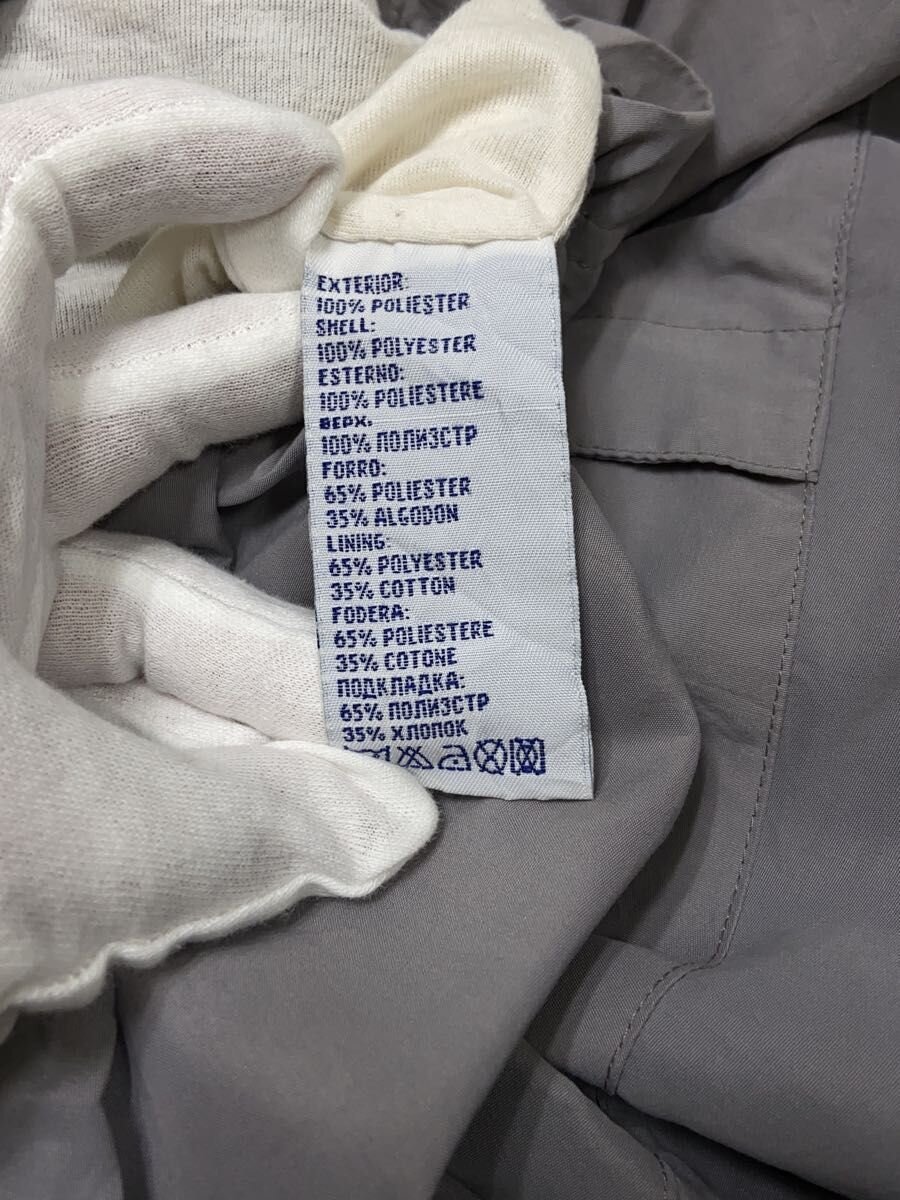 EXTERIOR:
100% POLIESTER
SHELL:
100% POLYESTER
ESTERNO:
100% POLIESTERE
ВЕРХ.
100% ПОЛИЭСТР
FORRO:
65% POLIESTER
35% ALGODON
LINING:
65% POLYESTER
35% COTTON
FODERA:
65% POLIESTERE
35% COTONE
ПОДКЛАДКА:
65% ПОЛИЭСТР
35% ХЛОПОК